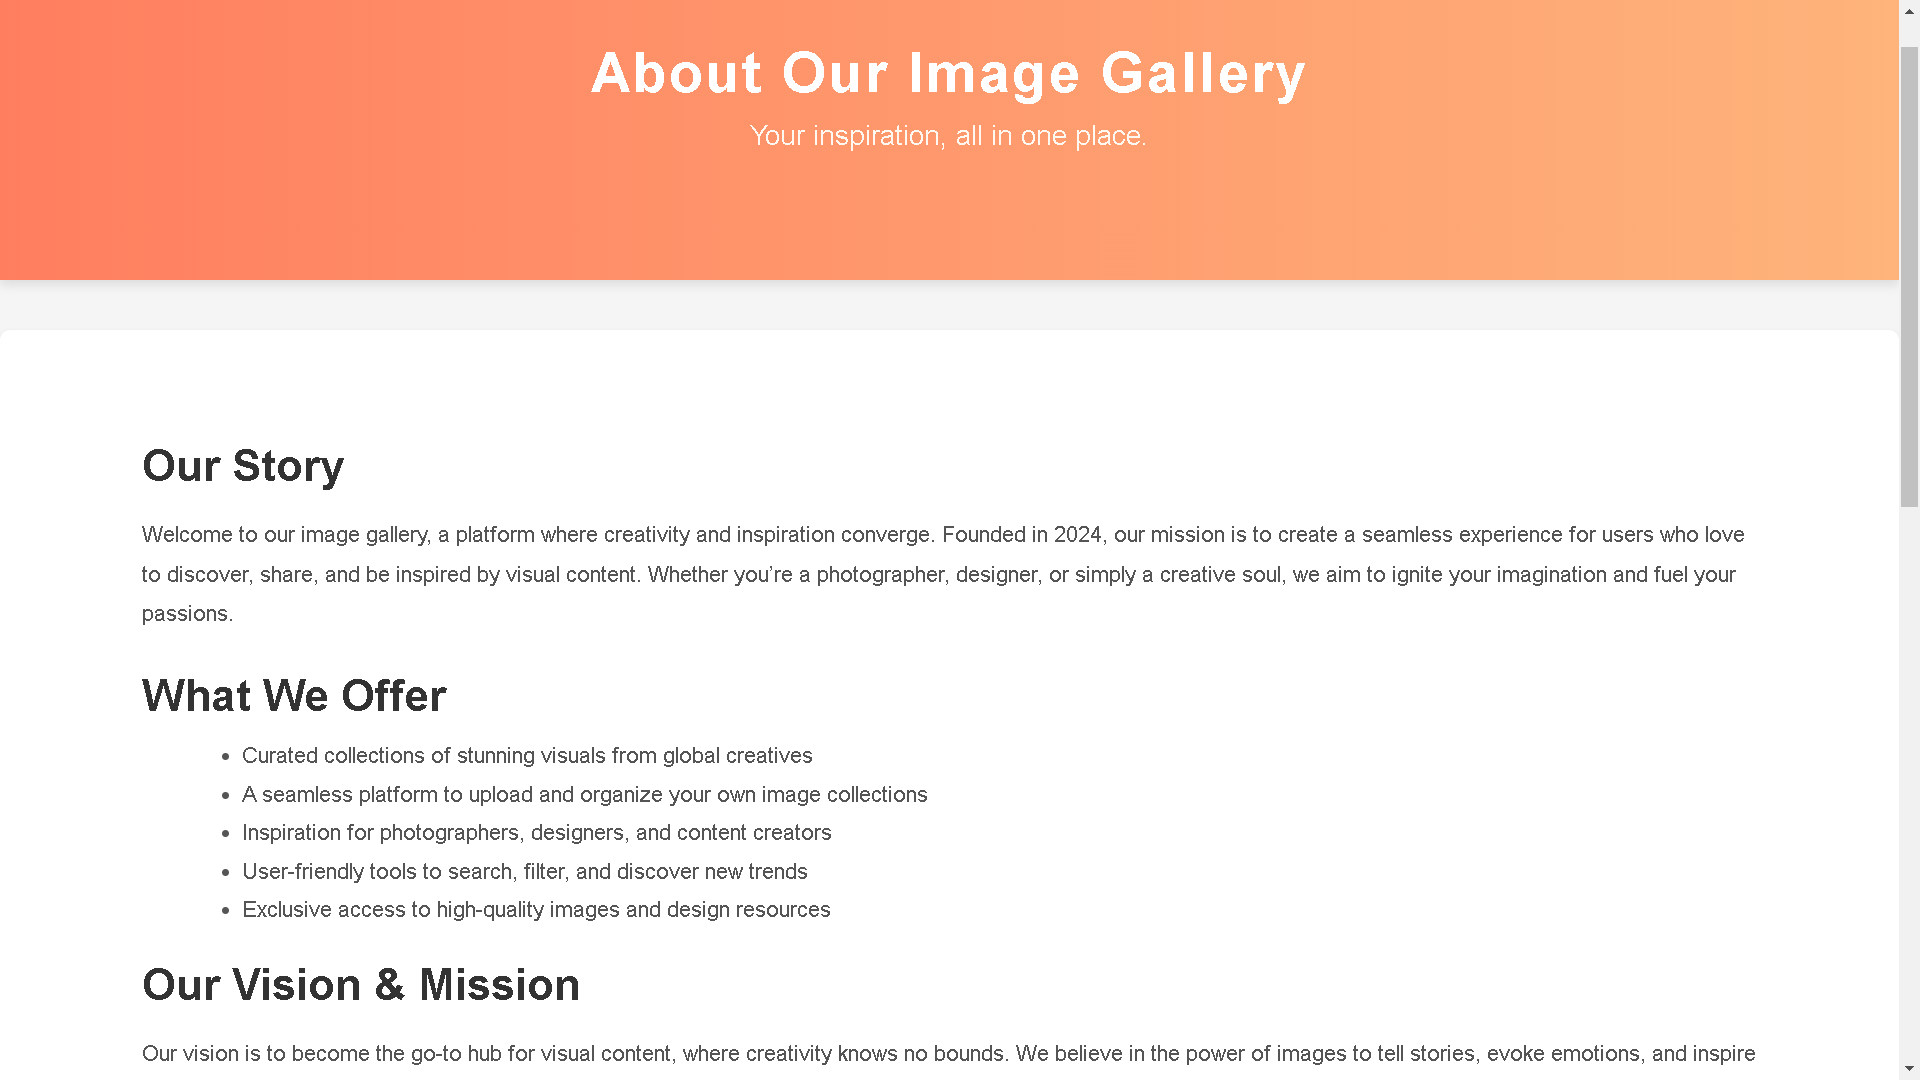 About Our Image Gallery
Your inspiration, all in one place.
Our Story
Welcome to our image gallery, a platform where creativity and inspiration converge. Founded in 2024, our mission is to create a seamless experience for users who love
to discover, share, and be inspired by visual content. Whether you’re a photographer, designer, or simply a creative soul, we aim to ignite your imagination and fuel your
passions.
What We Offer
• Curated collections of stunning visuals from global creatives
• A seamless platform to upload and organize your own image collections
• Inspiration for photographers, designers, and content creators
• User-friendly tools to search, filter, and discover new trends
• Exclusive access to high-quality images and design resources
Our Vision & Mission
Our vision is to become the go-to hub for visual content, where creativity knows no bounds. We believe in the power of images to tell stories, evoke emotions, and inspire